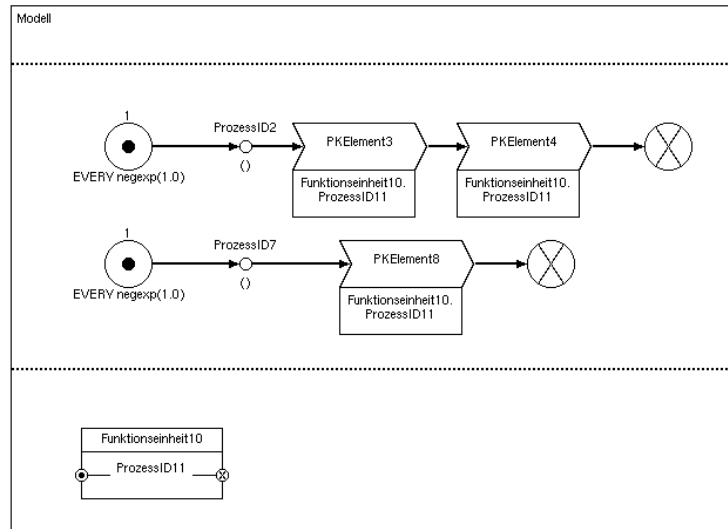 Modell
1
ProzessID2
PKElement3
PKElement4
()
EVERY negexp(1.0)
Funktionseinheit10.
ProzessID11
Funktionseinheit10.
ProzessID11
1
ProzessID7
PKElement8
()
EVERY negexp(1.0)
Funktionseinheit10.
ProzessID11
Funktionseinheit10
ProzessID11